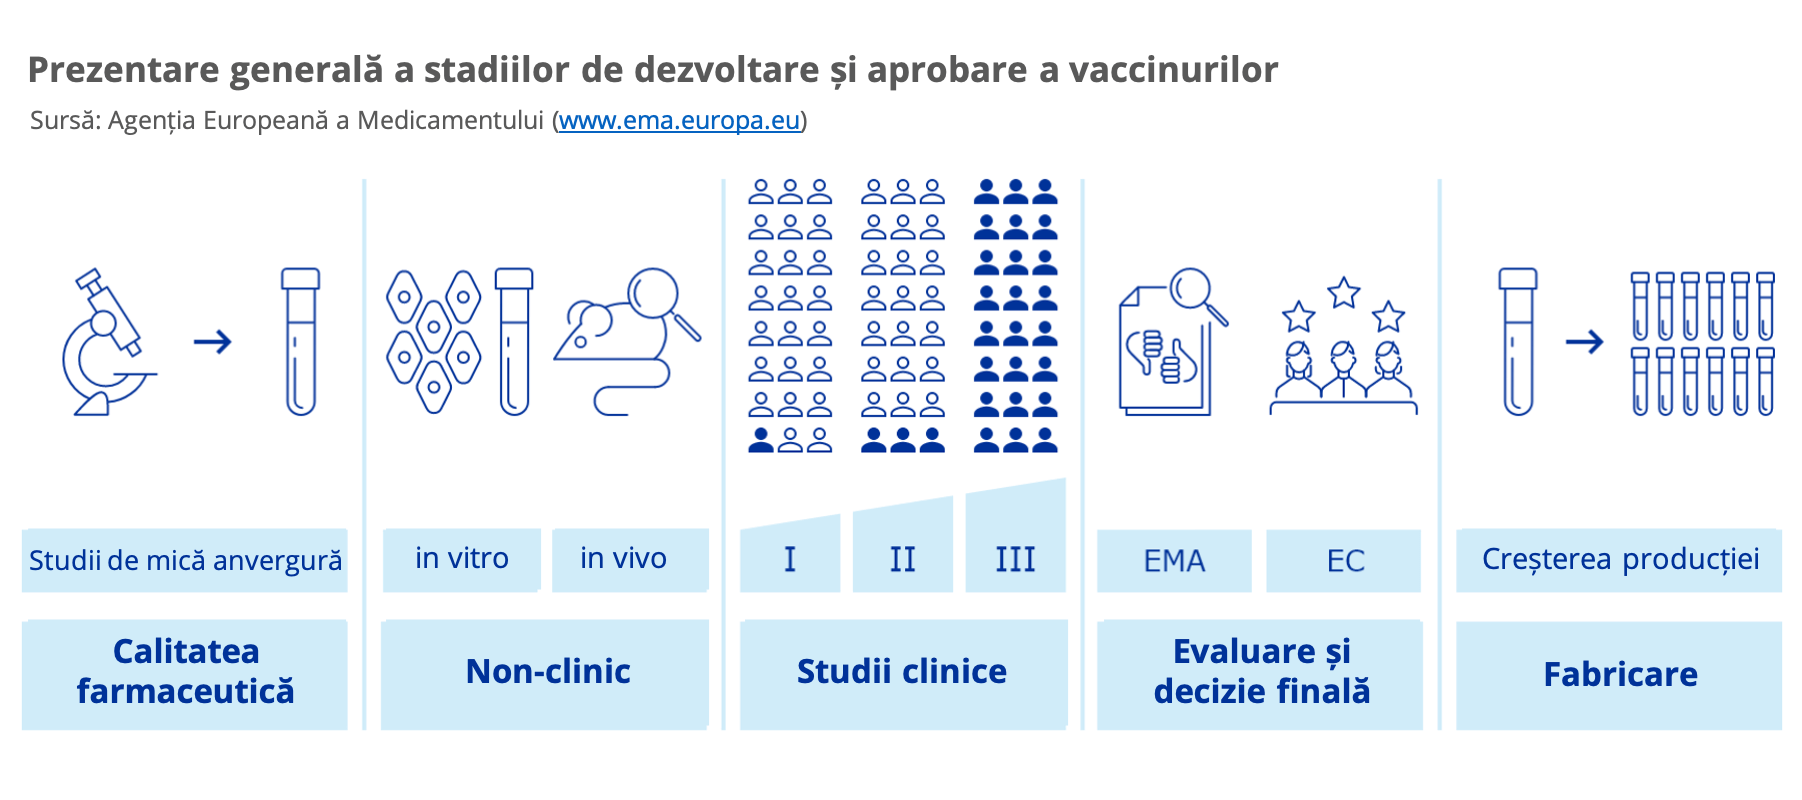 Prezentare generală a stadiilor de dezvoltare și aprobare a vaccinurilor
Sursă: Agenția Europeană a Medicamentului (www.ema.europa.eu)
Studii de mică anvergură
in vitro
in vivo
I
II
III
EMA
EC
Creșterea producției
Calitatea
farmaceutică
Non-clinic
Studii clinice
Evaluare și
decizie finală
Fabricare